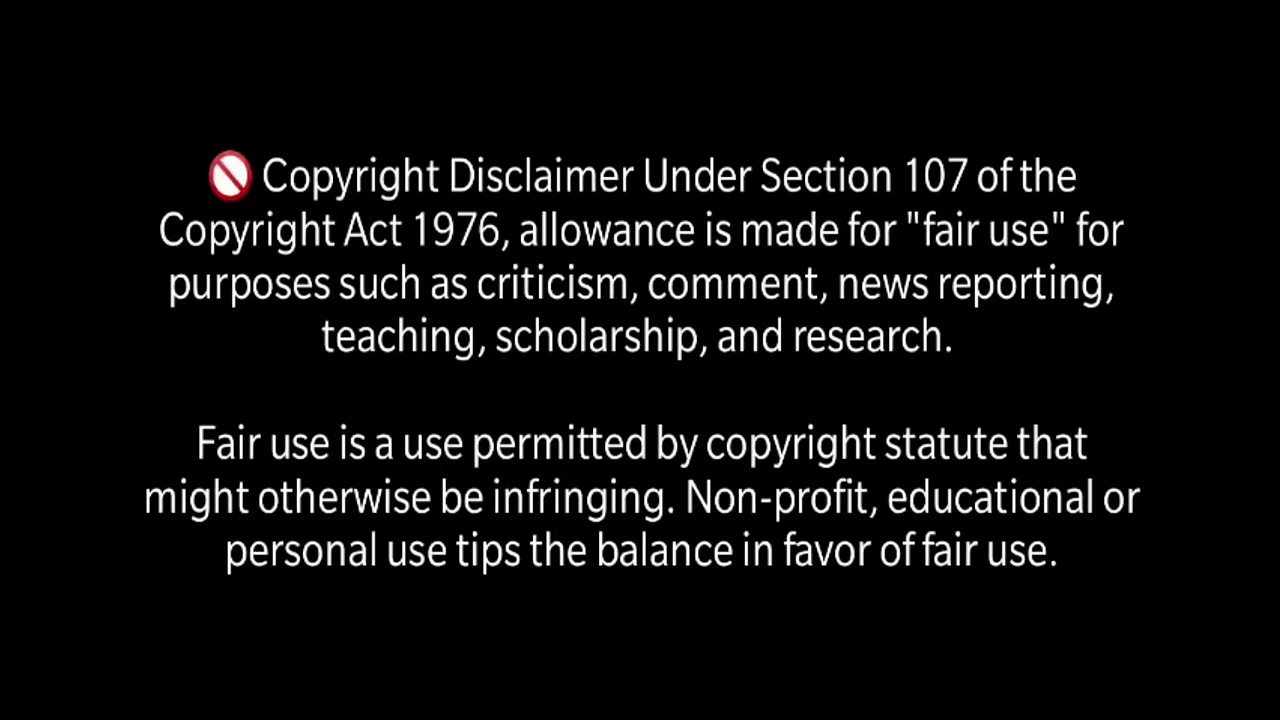 🚫 Copyright Disclaimer Under Section 107 of the
Copyright Act 1976, allowance is made for "fair use" for
purposes such as criticism, comment, news reporting,
teaching, scholarship, and research.
Fair use is a use permitted by copyright statute that
might otherwise be infringing. Non-profit, educational or
personal use tips the balance in favor of fair use.